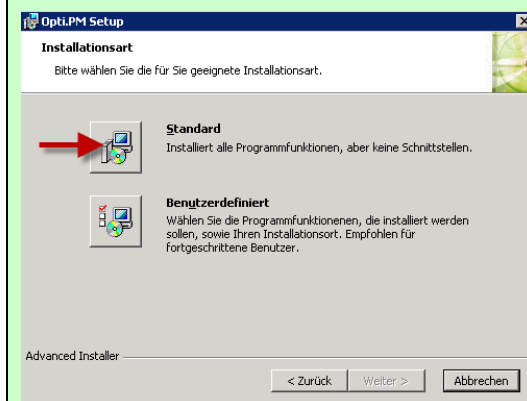 Opti.PM Setup
Installationsart
Bitte wählen Sie die für Sie geeignete Installationsart.
Standard
Installiert alle Programmfunktionen, aber keine Schnittstellen.
Benutzerdefiniert
Wählen Sie die Programmfunktionenen, die installiert werden
sollen, sowie Ihren Installationsort. Empfohlen für
fortgeschrittene Benutzer.
Advanced Installer
< Zurück
Weiter >
Abbrechen